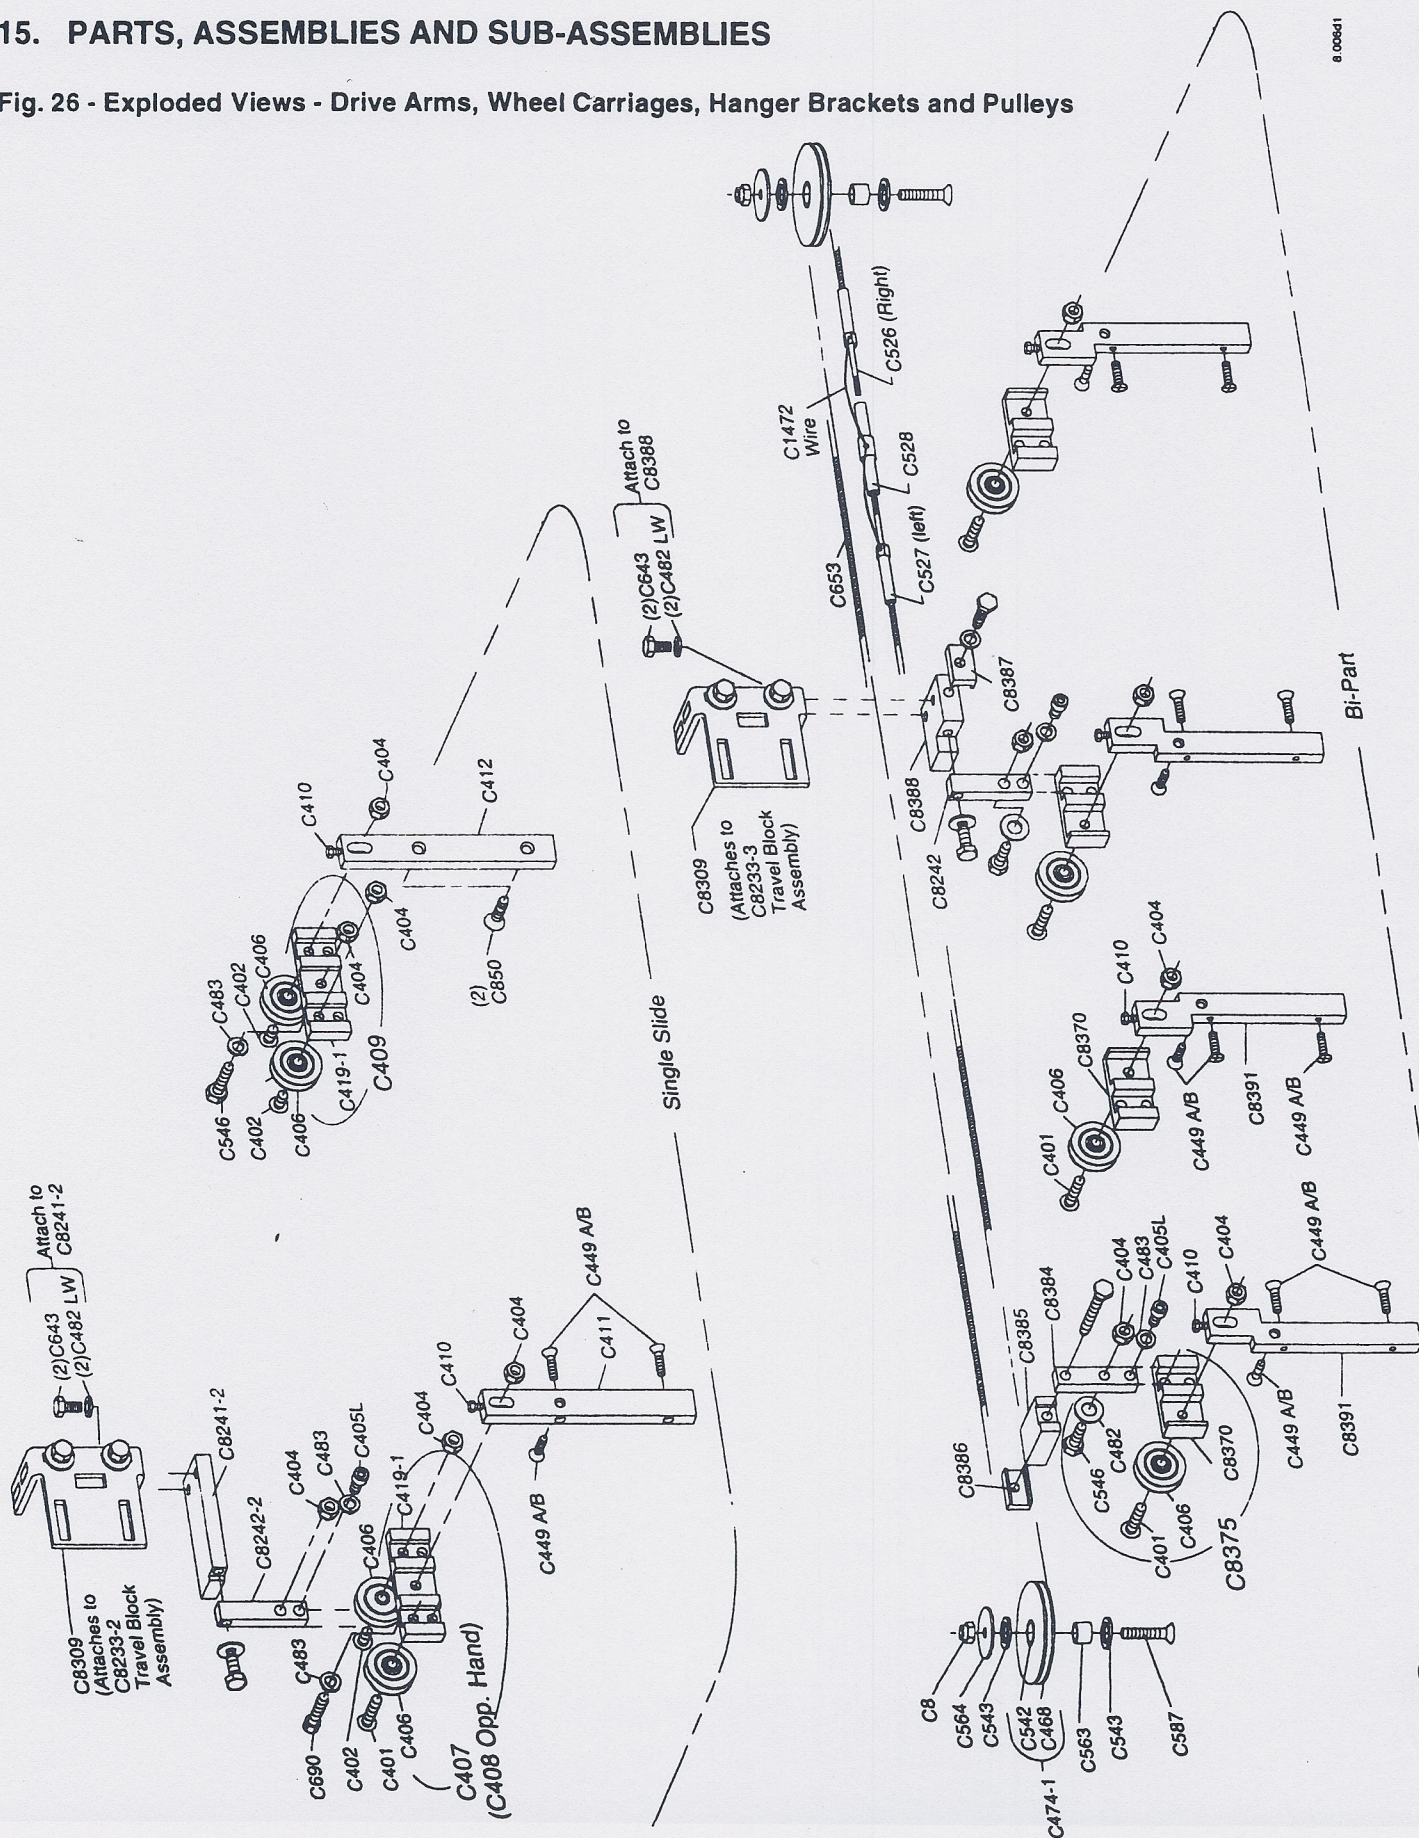 15. PARTS, ASSEMBLIES AND SUB-ASSEMBLIES
8.008d1
Fig. 26 - Exploded Views - Drive Arms, Wheel Carriages, Hanger Brackets and Pulleys
C526 (Right)
C1472
Wire
C528
C527 (left)
C653
Attach to
C8388
(2)C643
(2)C482 LW
C8387
C8388
C8242
C8309
(Attaches to
C8233-3
Travel Block
Assembly)
Bi-Part
C410
C404
C412
C404
C404
(2)
C850
C483
C402
C406
C419-1
C409
C546
C402
C406
Single Slide
C410
C404
C8370
C406
C401
C449 A/B
C8391
C449 A/B
Attach to
C8241-2
(2)C643
(2)C482 LW
C8241-2
C8242-2
C8309
(Attaches to
C8233-2
Travel Block
Assembly)
C404
C483
C405L
C449 A/B
C411
C410
C404
C404
C419-1
C406
C449 A/B
C483
C690
C402
C401
C406
C407
(C408 Opp. Hand)
C8384
C8385
C8386
C404
C483
C405L
C410
C404
C449 A/B
C449 A/B
C8391
C482
C546
C8370
C406
C401
C8375
C8
C564
C543
C542
C468
C474-1
C563
C543
C587